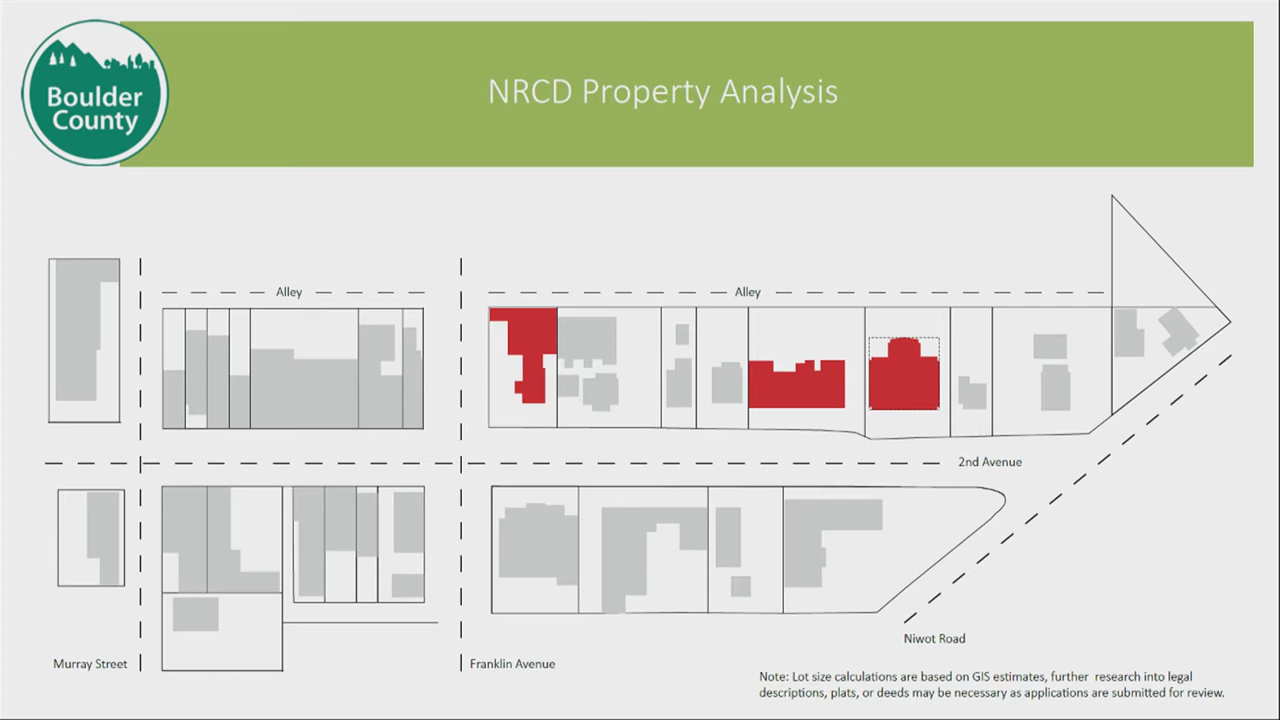 Boulder
County
NRCD Property Analysis
Alley
Alley
2nd Avenue
Niwot Road
Murray Street
Franklin Avenue
Note: Lot size calculations are based on GIS estimates, further research into legal
descriptions, plats, or deeds may be necessary as applications are submitted for review.